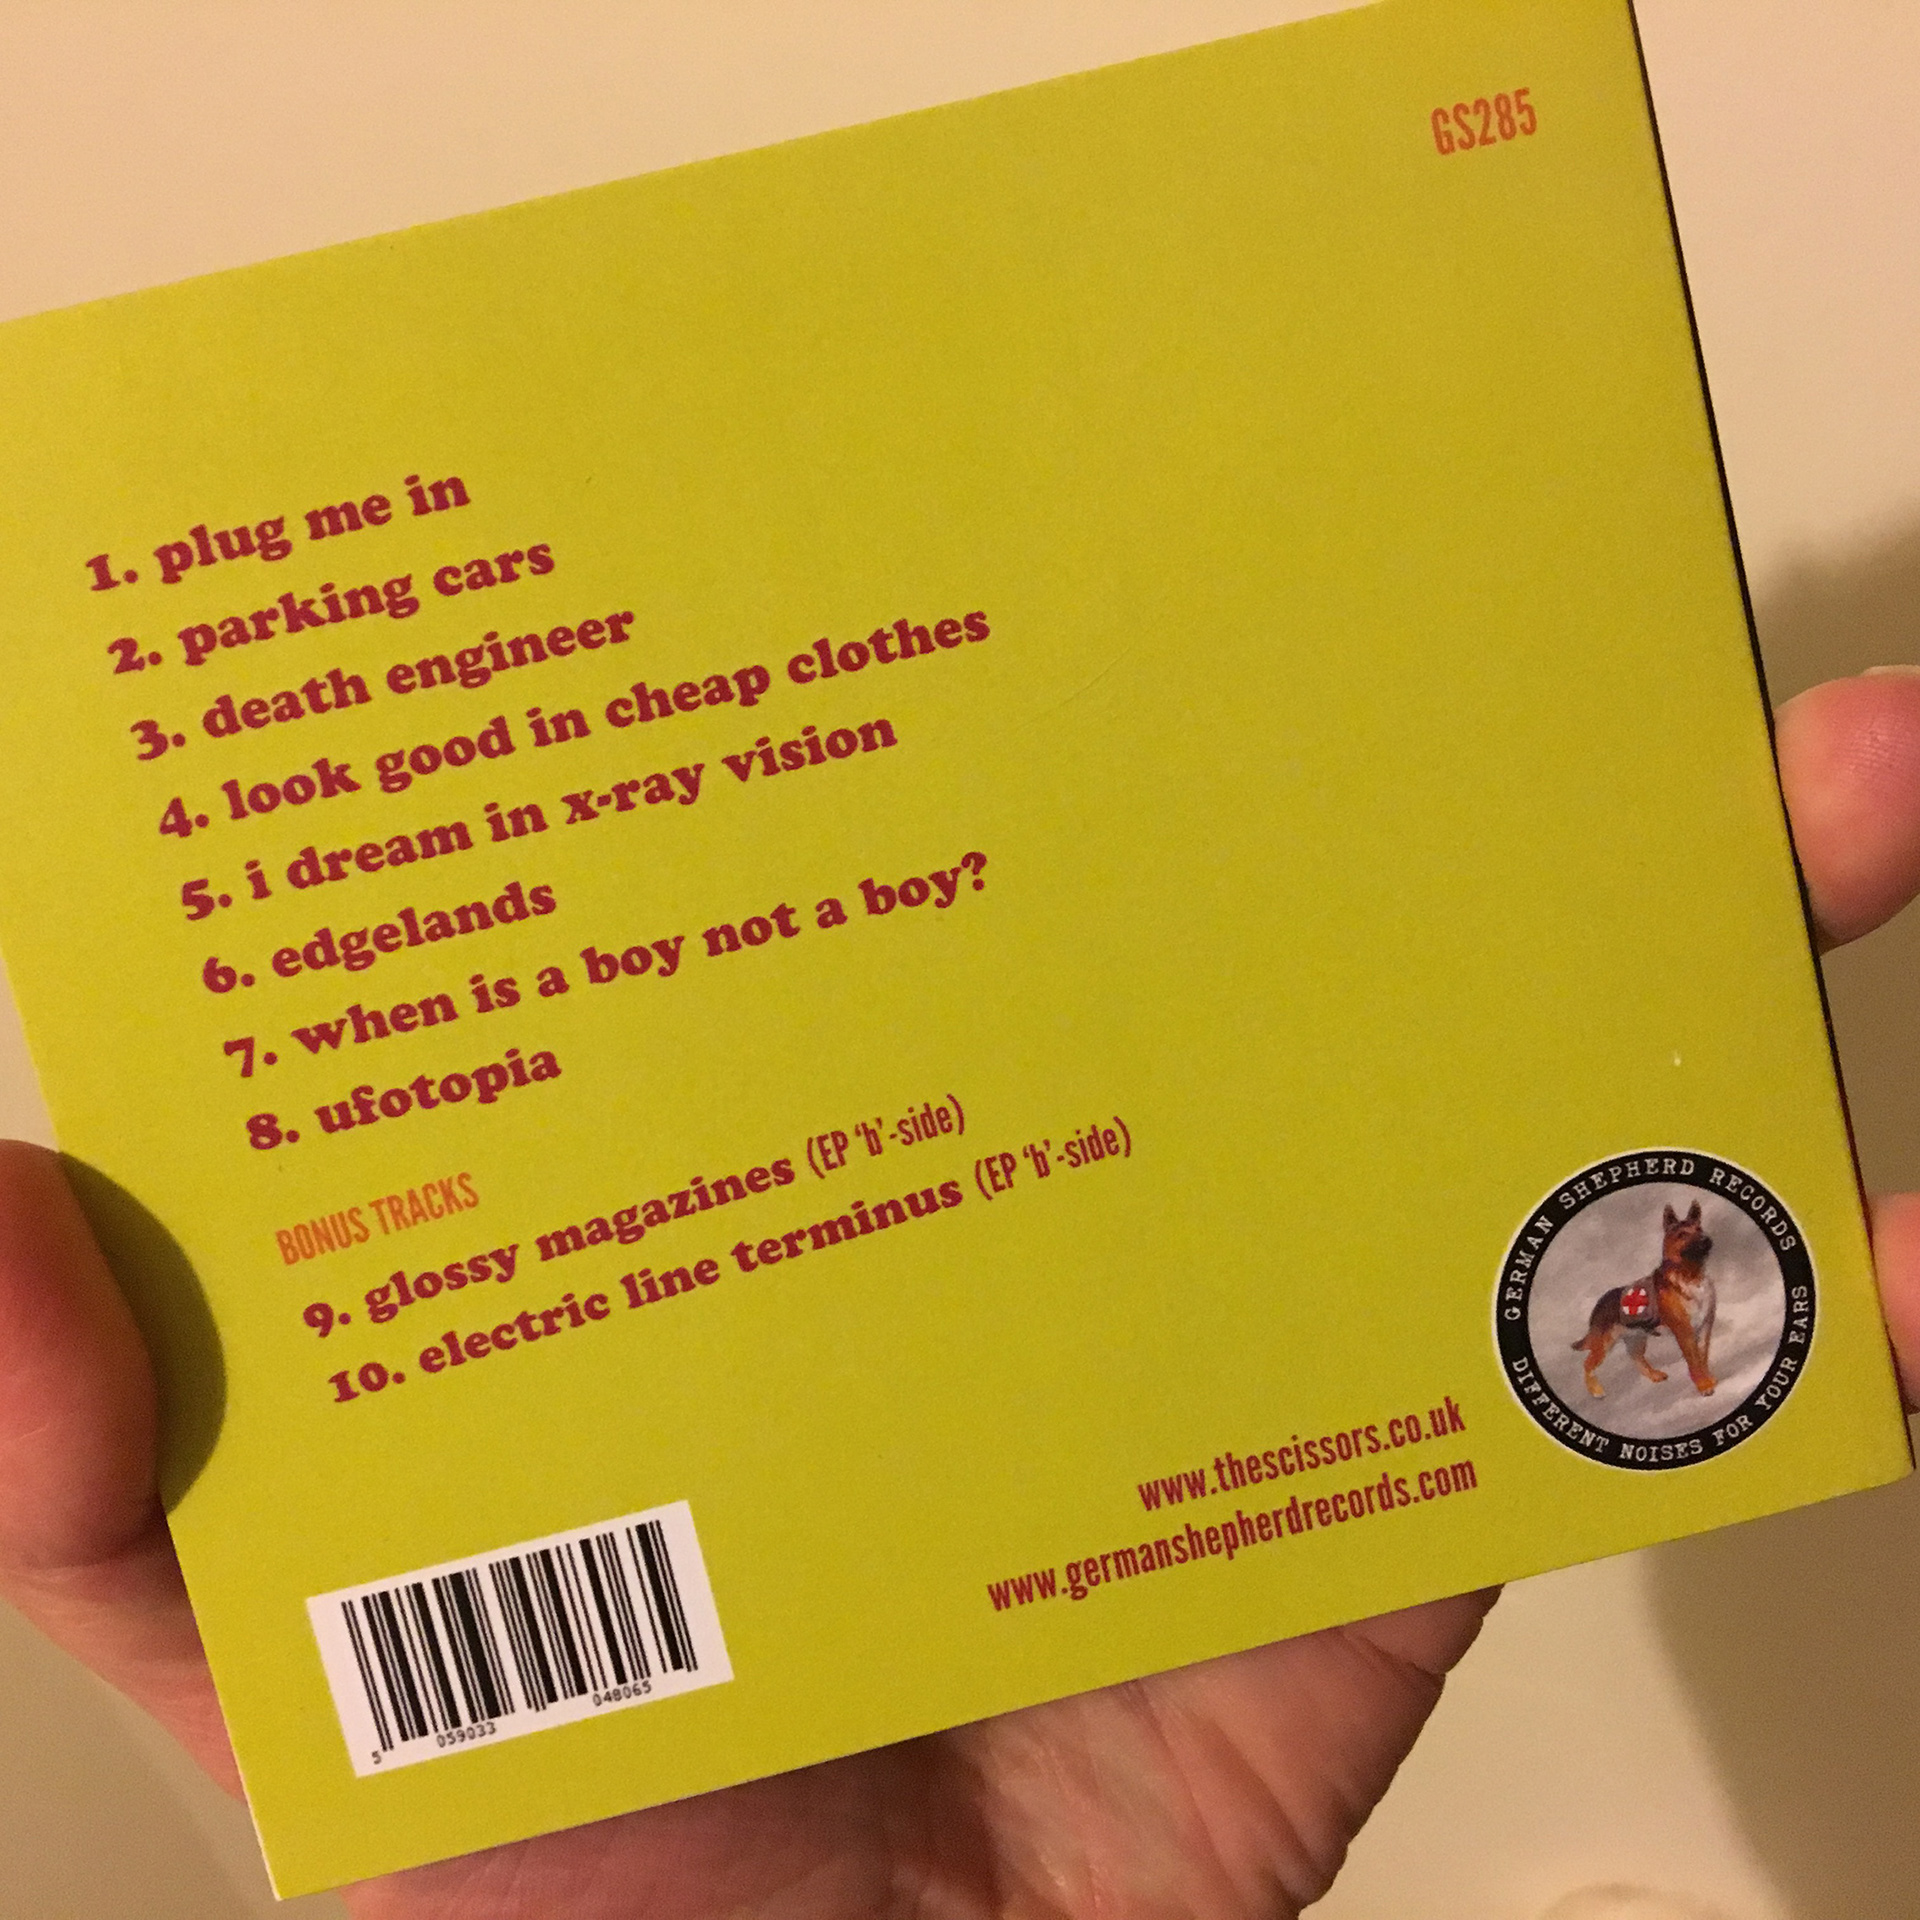 GS285
1. plug me in
2. parking cars
3. death engineer
4. look good in cheap clothes
5. i dream in x-ray vision
6. edgelands
7. when is a boy not a boy?
8. ufotopia
BONUS TRACKS
9. glossy magazines (EP ‘b’-side)
10. electric line terminus (EP ‘b’-side)
GERMAN SHEPHERD RECORDS
DIFFERENT NOISES FOR YOUR EARS
www.thescissors.co.uk
www.germanshepherdrecords.com
5 059033 048065